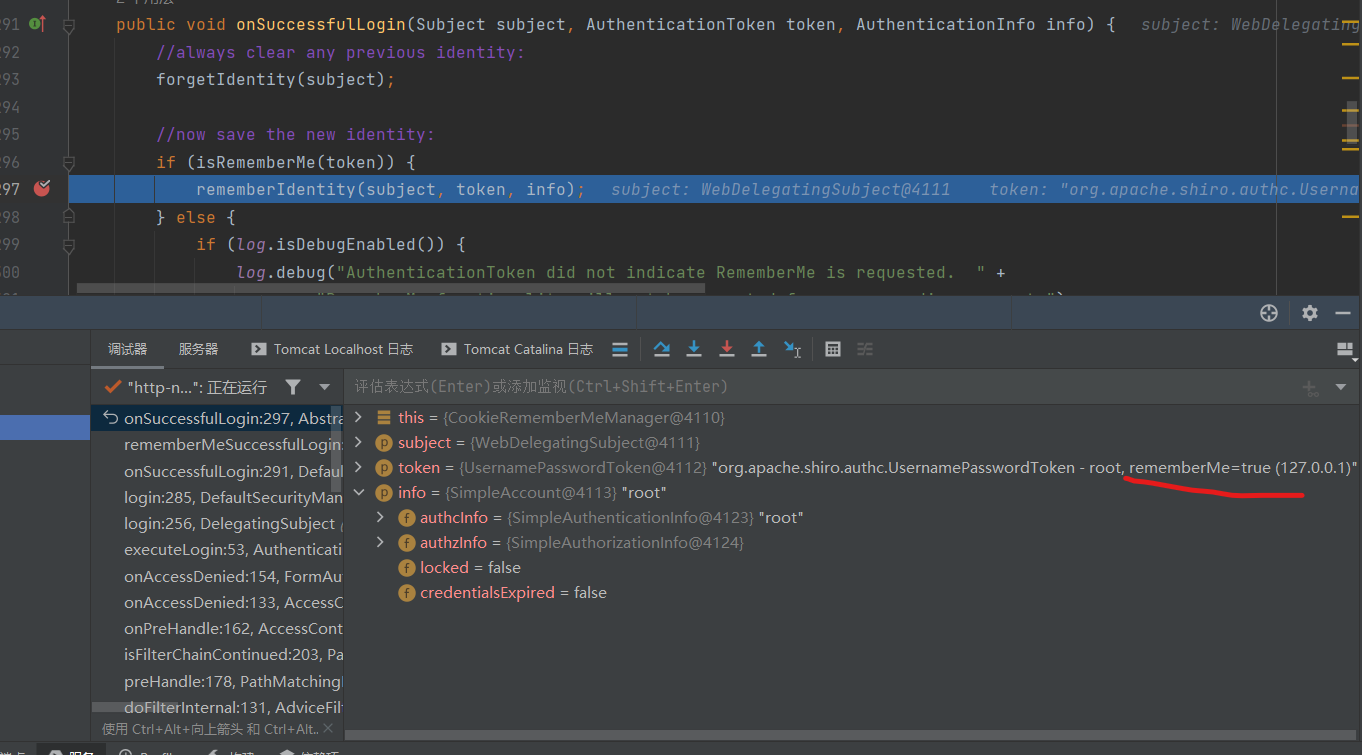 291 public void onSuccessfulLogin(Subject subject, AuthenticationToken token, AuthenticationInfo info) { subject: WebDelegating
292 //always clear any previous identity:
293 forgetIdentity(subject);
294
295 //now save the new identity:
296 if (isRememberMe(token)) {
297 rememberIdentity(subject, token, info); subject: WebDelegatingSubject@4111 token: "org.apache.shiro.authc.Userna
298 } else {
299 if (log.isDebugEnabled()) {
300 log.debug("AuthenticationToken did not indicate RememberMe is requested. " +
调试器 服务器 Tomcat Localhost 日志 Tomcat Catalina 日志
"http-n...": 正在运行
评估表达式(Enter)或添加监视(Ctrl+Shift+Enter)
onSuccessfulLogin:297, Abstra
rememberMeSuccessfulLogin:
onSuccessfulLogin:291, Defau
login:285, DefaultSecurityMan
login:256, DelegatingSubject
executeLogin:53, Authenticati
onAccessDenied:154, FormAu
onAccessDenied:133, AccessC
onPreHandle:162, AccessCont
isFilterChainContinued:203, Pa
preHandle:178, PathMatchingI
doFilterInternal:131, AdviceFilt
使用 Ctrl+Alt+向上箭头 和 Ctrl+Alt..
this = {CookieRememberMeManager@4110}
subject = {WebDelegatingSubject@4111}
token = {UsernamePasswordToken@4112} "org.apache.shiro.authc.UsernamePasswordToken - root, rememberMe=true (127.0.0.1)"
info = {SimpleAccount@4113} "root"
authcInfo = {SimpleAuthenticationInfo@4123} "root"
authzInfo = {SimpleAuthorizationInfo@4124}
locked = false
credentialsExpired = false